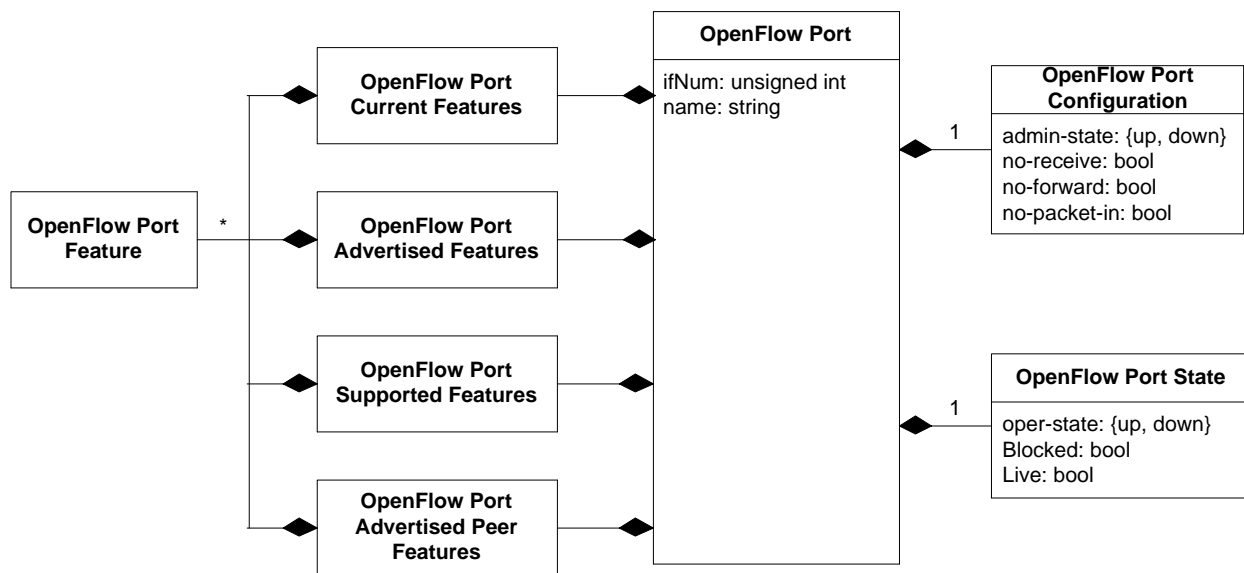 OpenFlow Port
Feature
*
OpenFlow Port
Current Features
OpenFlow Port
Advertised Features
OpenFlow Port
Supported Features
OpenFlow Port
Advertised Peer
Features
OpenFlow Port
ifNum: unsigned int
name: string
1
OpenFlow Port
Configuration
admin-state: {up, down}
no-receive: bool
no-forward: bool
no-packet-in: bool
1
OpenFlow Port State
oper-state: {up, down}
Blocked: bool
Live: bool